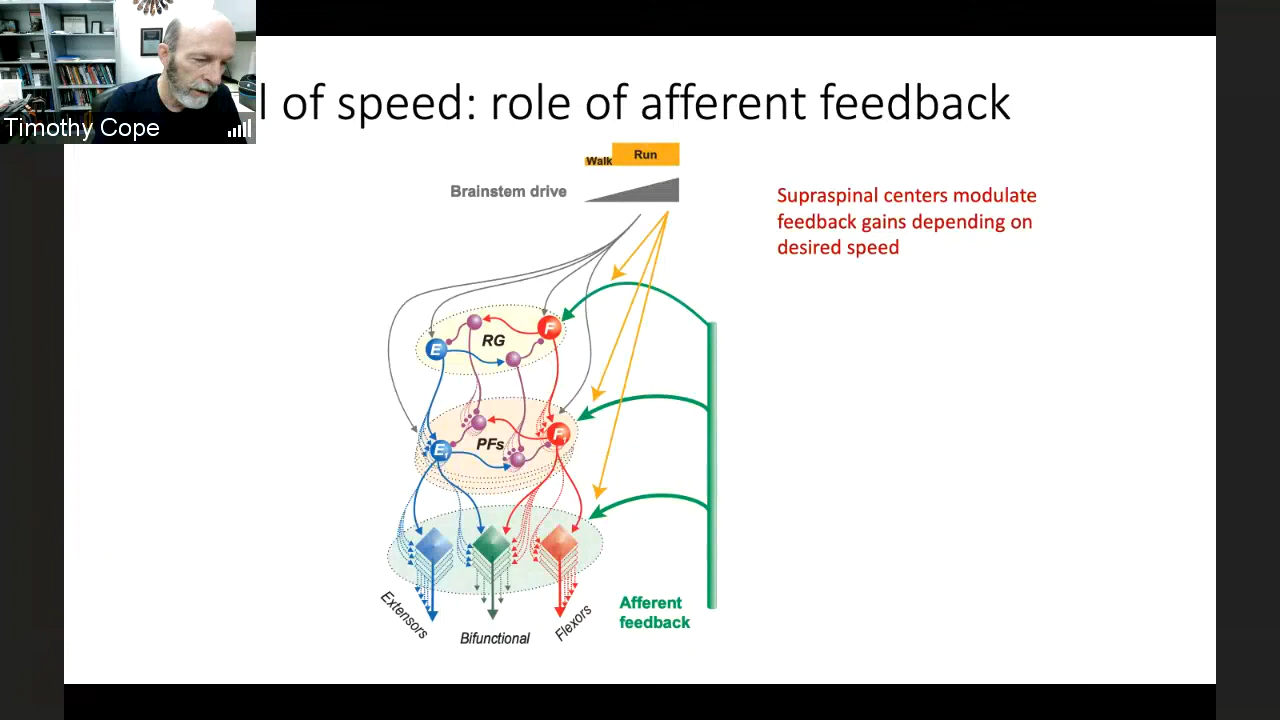 Timothy Cope
l of speed: role of afferent feedback
Walk
Run
Brainstem drive
Supraspinal centers modulate
feedback gains depending on
desired speed
F
RG
E
PFs
Afferent
feedback
Extensors
Bifunctional
Flexors